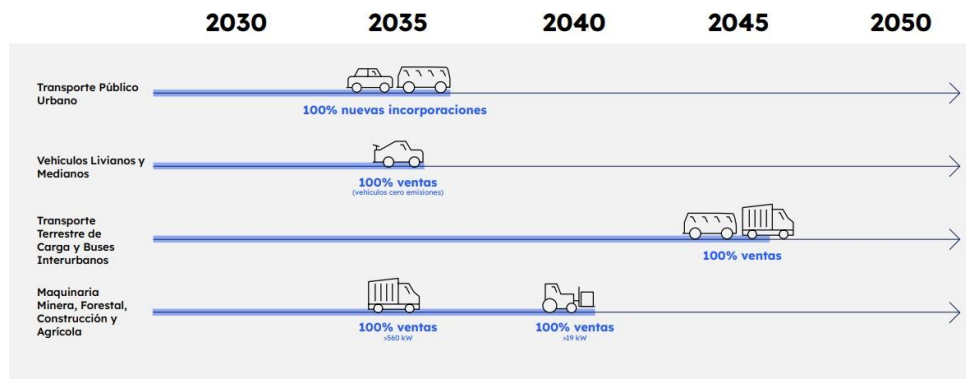 2030 2035 2040 2045 2050
Transporte Público
Urbano
100% nuevas incorporaciones
Vehículos Livianos y
Medianos
100% ventas
(vehículos cero emisiones)
Transporte
Terrestre de
Carga y Buses
Interurbanos
100% ventas
Maquinaria
Minera, Forestal,
Construcción y
Agrícola
100% ventas
>560 kW
100% ventas
>19 kW